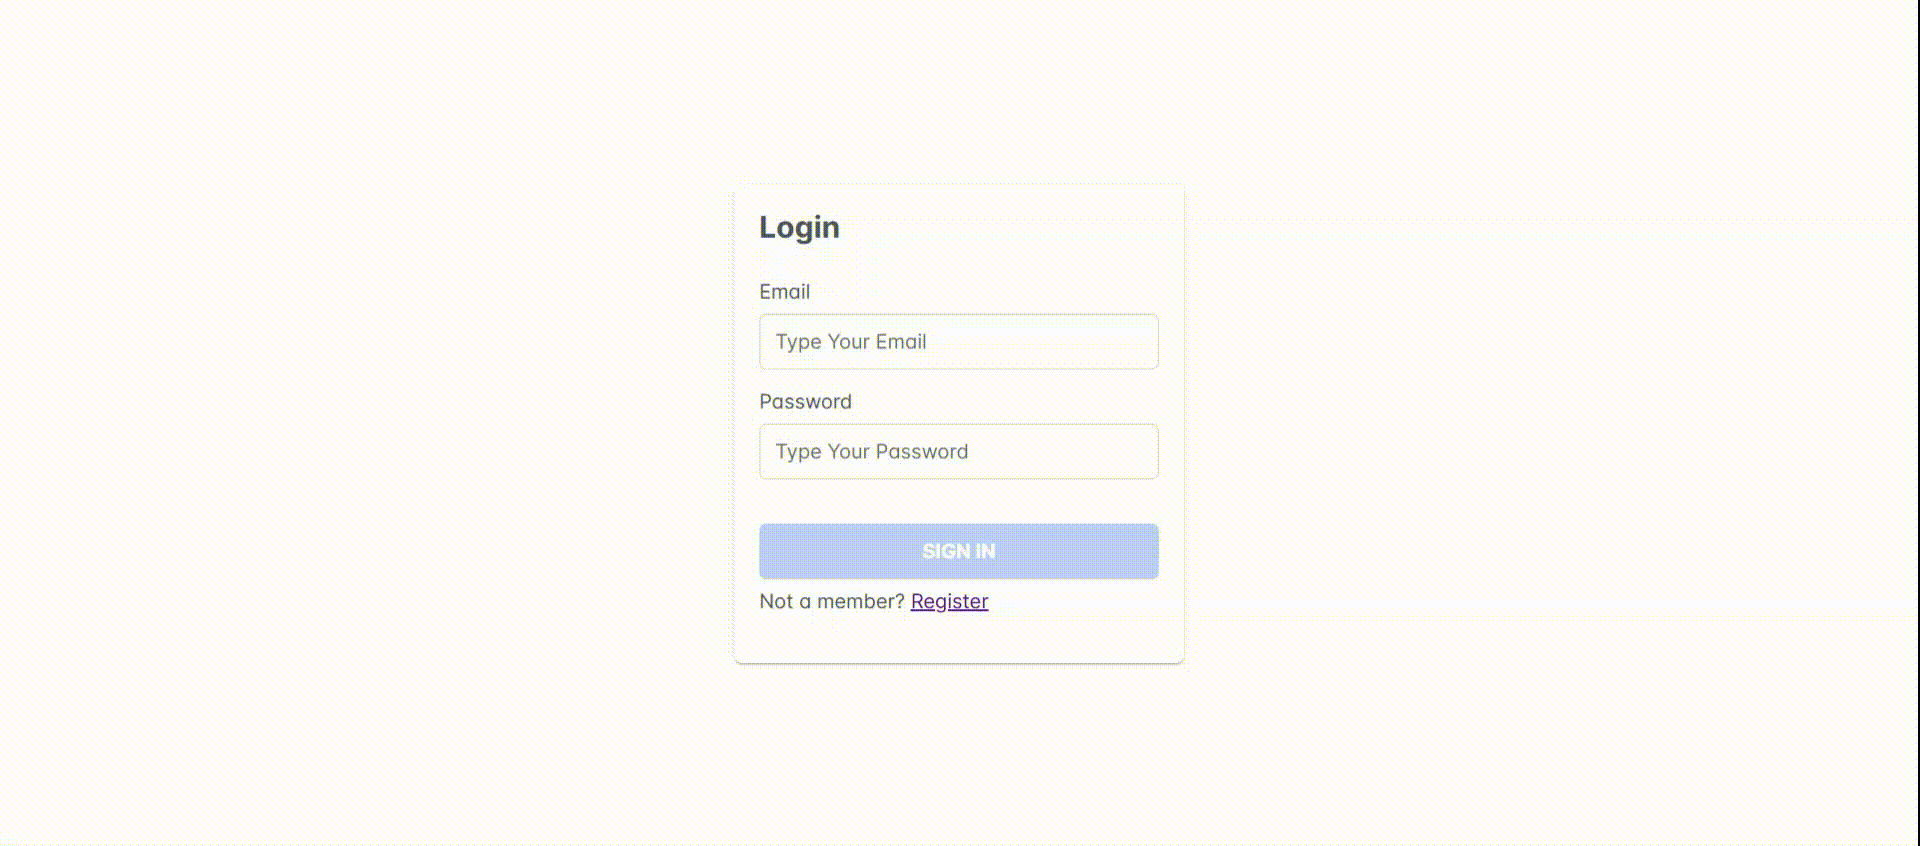 Login
Email
Type Your Email
Password
Type Your Password
SIGN IN
Not a member? Register